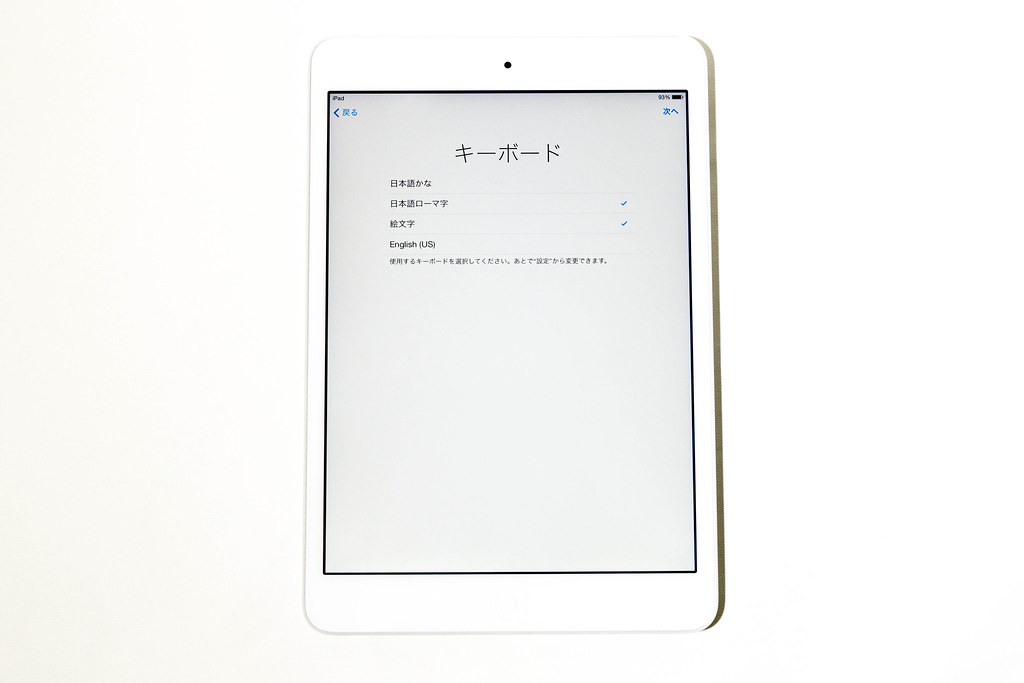 iPad 93%
戻る 次へ
キーボード
日本語かな
日本語ローマ字
絵文字
English (US)
使用するキーボードを選択してください。あとで"設定"から変更できます。